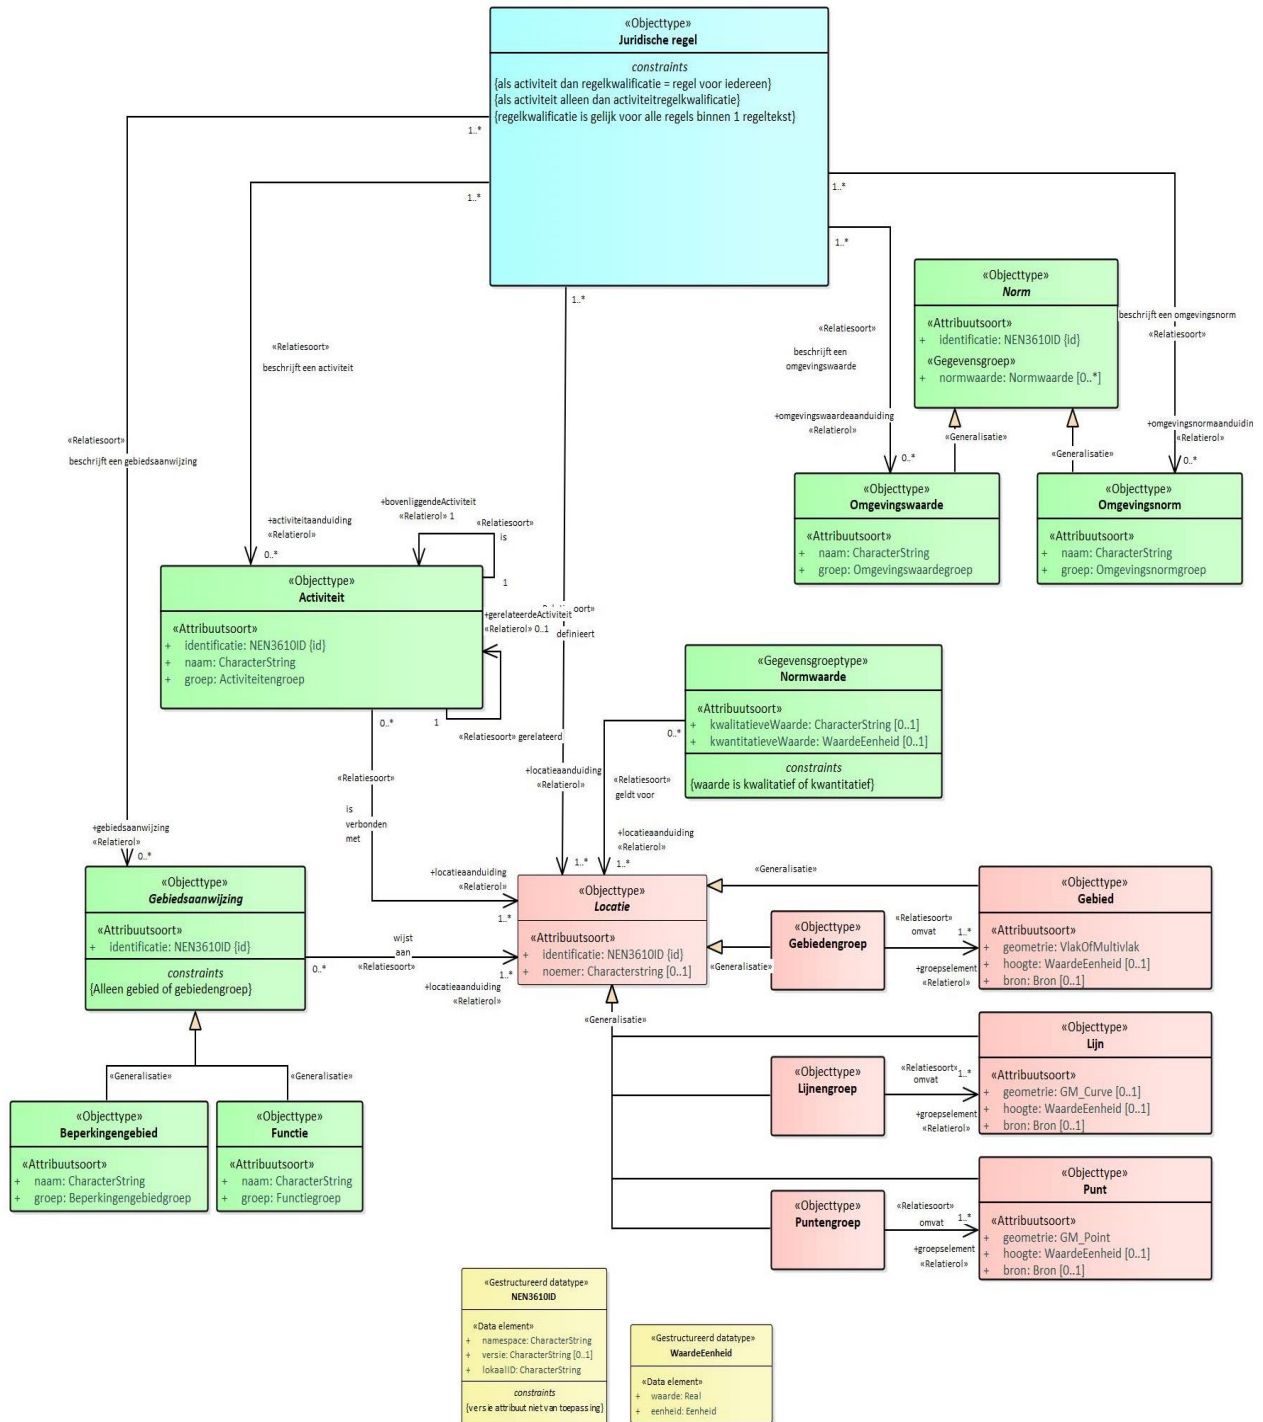 «Objecttype»
Juridische regel
constraints
{als activiteit dan regelkwalificatie = regel voor iedereen}
{als activiteit alleen dan activiteitregelkwalificatie}
{regelkwalificatie is gelijk voor alle regels binnen 1 regeltekst}
1..*
1..*
1..*
1..*
1..*
«Objecttype»
Norm
«Attribuutsoort»
+ identificatie: NEN3610ID {id}
«Gegevensgroep»
+ normwaarde: Normwaarde [0..*]
beschrijft een omgevingsnorm
«Relatiesoort»
«Relatiesoort»
beschrijft een
omgevingswaarde
«Relatiesoort»
beschrijft een activiteit
+omgevingswaardeaanduiding
«Relatierol»
0..*
«Generalisatie»
«Generalisatie»
+omgevingsnormaanduidin
«Relatierol»
0..*
«Relatiesoort»
beschrijft een gebiedsaanwijzing
«Objecttype»
Omgevingswaarde
«Attribuutsoort»
+ naam: CharacterString
+ groep: Omgevingswaardegroep
«Objecttype»
Omgevingsnorm
«Attribuutsoort»
+ naam: CharacterString
+ groep: Omgevingsnormgroep
+activiteitaanduiding
«Relatierol»
0..*
+bovenliggendeActiviteit
«Relatierol» 1
«Relatiesoort»
is
1
«Objecttype»
Activiteit
«Attribuutsoort»
+ identificatie: NEN3610ID {id}
+ naam: CharacterString
+ groep: Activiteitengroep
+gerelateerdeActiviteit
«Relatierol» 0..1
definieert
1
«Relatiesoort» gerelateerd
0..*
«Objecttype»
«Gegevensgroeptype»
Normwaarde
«Attribuutsoort»
+ kwalitatieveWaarde: CharacterString [0..1]
+ kwantitatieveWaarde: WaardeEenheid [0..1]
constraints
{waarde is kwalitatief of kwantitatief}
0..*
«Relatiesoort»
geldt voor
+locatieaanduiding
«Relatierol»
1..*
+locatieaanduiding
«Relatierol»
1..*
«Relatiesoort»
is
verbonden
met
+locatieaanduiding
«Relatierol»
1..*
+gebiedsaanwijzing
«Relatierol»
0..*
«Objecttype»
Gebiedsaanwijzing
«Attribuutsoort»
+ identificatie: NEN3610ID {id}
constraints
{Alleen gebied of gebiedengroep}
0..*
wijst
aan
«Relatiesoort»
1..*
+locatieaanduiding
«Relatierol»
«Objecttype»
Locatie
«Attribuutsoort»
+ identificatie: NEN3610ID {id}
+ noemer: Characterstring [0..1]
«Generalisatie»
«Generalisatie»
«Generalisatie»
«Objecttype»
Gebiedengroep
«Relatiesoort»
omvat
1..*
+groepselement
«Relatierol»
«Objecttype»
Gebied
«Attribuutsoort»
+ geometrie: VlakOfMultivlak
+ hoogte: WaardeEenheid [0..1]
+ bron: Bron [0..1]
«Objecttype»
Lijnengroep
«Relatiesoort»
omvat
1..*
+groepselement
«Relatierol»
«Objecttype»
Lijn
«Attribuutsoort»
+ geometrie: GM_Curve [0..1]
+ hoogte: WaardeEenheid [0..1]
+ bron: Bron [0..1]
«Generalisatie»
«Generalisatie»
«Objecttype»
Beperkingengebied
«Attribuutsoort»
+ naam: CharacterString
+ groep: Beperkingengebiedgroep
«Objecttype»
Functie
«Attribuutsoort»
+ naam: CharacterString
+ groep: Functiegroep
«Objecttype»
Puntengroep
«Relatiesoort»
omvat
1..*
+groepselement
«Relatierol»
«Objecttype»
Punt
«Attribuutsoort»
+ geometrie: GM_Point
+ hoogte: WaardeEenheid [0..1]
+ bron: Bron [0..1]
«Gestructureerd datatype»
NEN3610ID
«Data element»
+ namespace: CharacterString
+ versie: CharacterString [0..1]
+ lokaalID: CharacterString
constraints
{versie attribuut niet van toepassing}
«Gestructureerd datatype»
WaardeEenheid
«Data element»
+ waarde: Real
+ eenheid: Eenheid